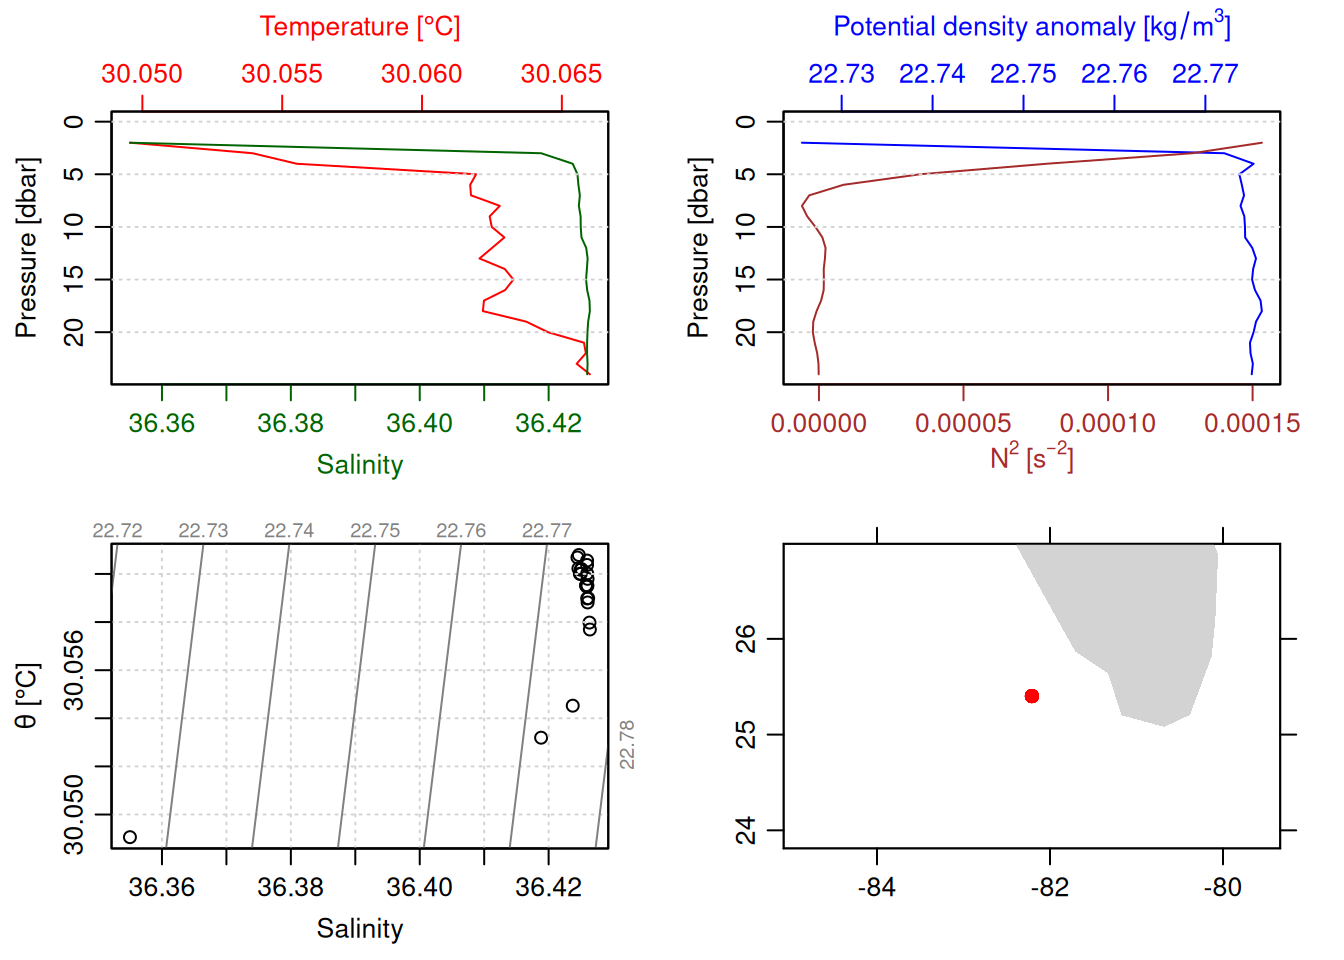 Temperature [°C]
30.050 30.055 30.060 30.065
Pressure [dbar]
0 5 10 15 20
36.36 36.38 36.40 36.42
Salinity
Potential density anomaly [kg/m³]
22.73 22.74 22.75 22.76 22.77
Pressure [dbar]
0 5 10 15 20
0.00000 0.00005 0.00010 0.00015
N² [s⁻²]
22.72 22.73 22.74 22.75 22.76 22.77
22.78
θ [°C]
30.050 30.056
36.36 36.38 36.40 36.42
Salinity
26
25
24
-84 -82 -80